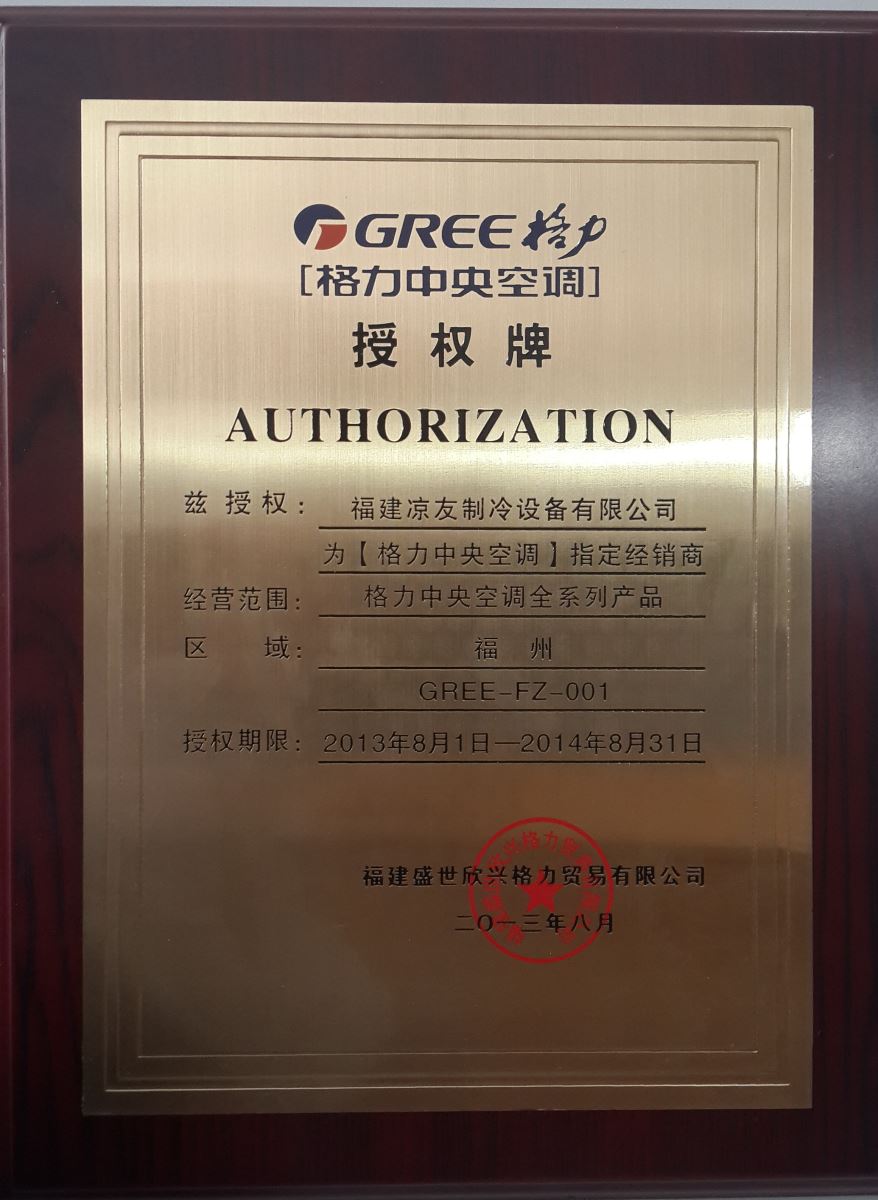 GREE 格力
[格力中央空调]
授权牌
AUTHORIZATION
兹授权： 福建凉友制冷设备有限公司
为【格力中央空调】指定经销商
经营范围： 格力中央空调全系列产品
区域： 福州
GREE-FZ-001
授权期限： 2013年8月1日—2014年8月31日
福建盛世欣兴格力贸易有限公司
二〇一三年八月